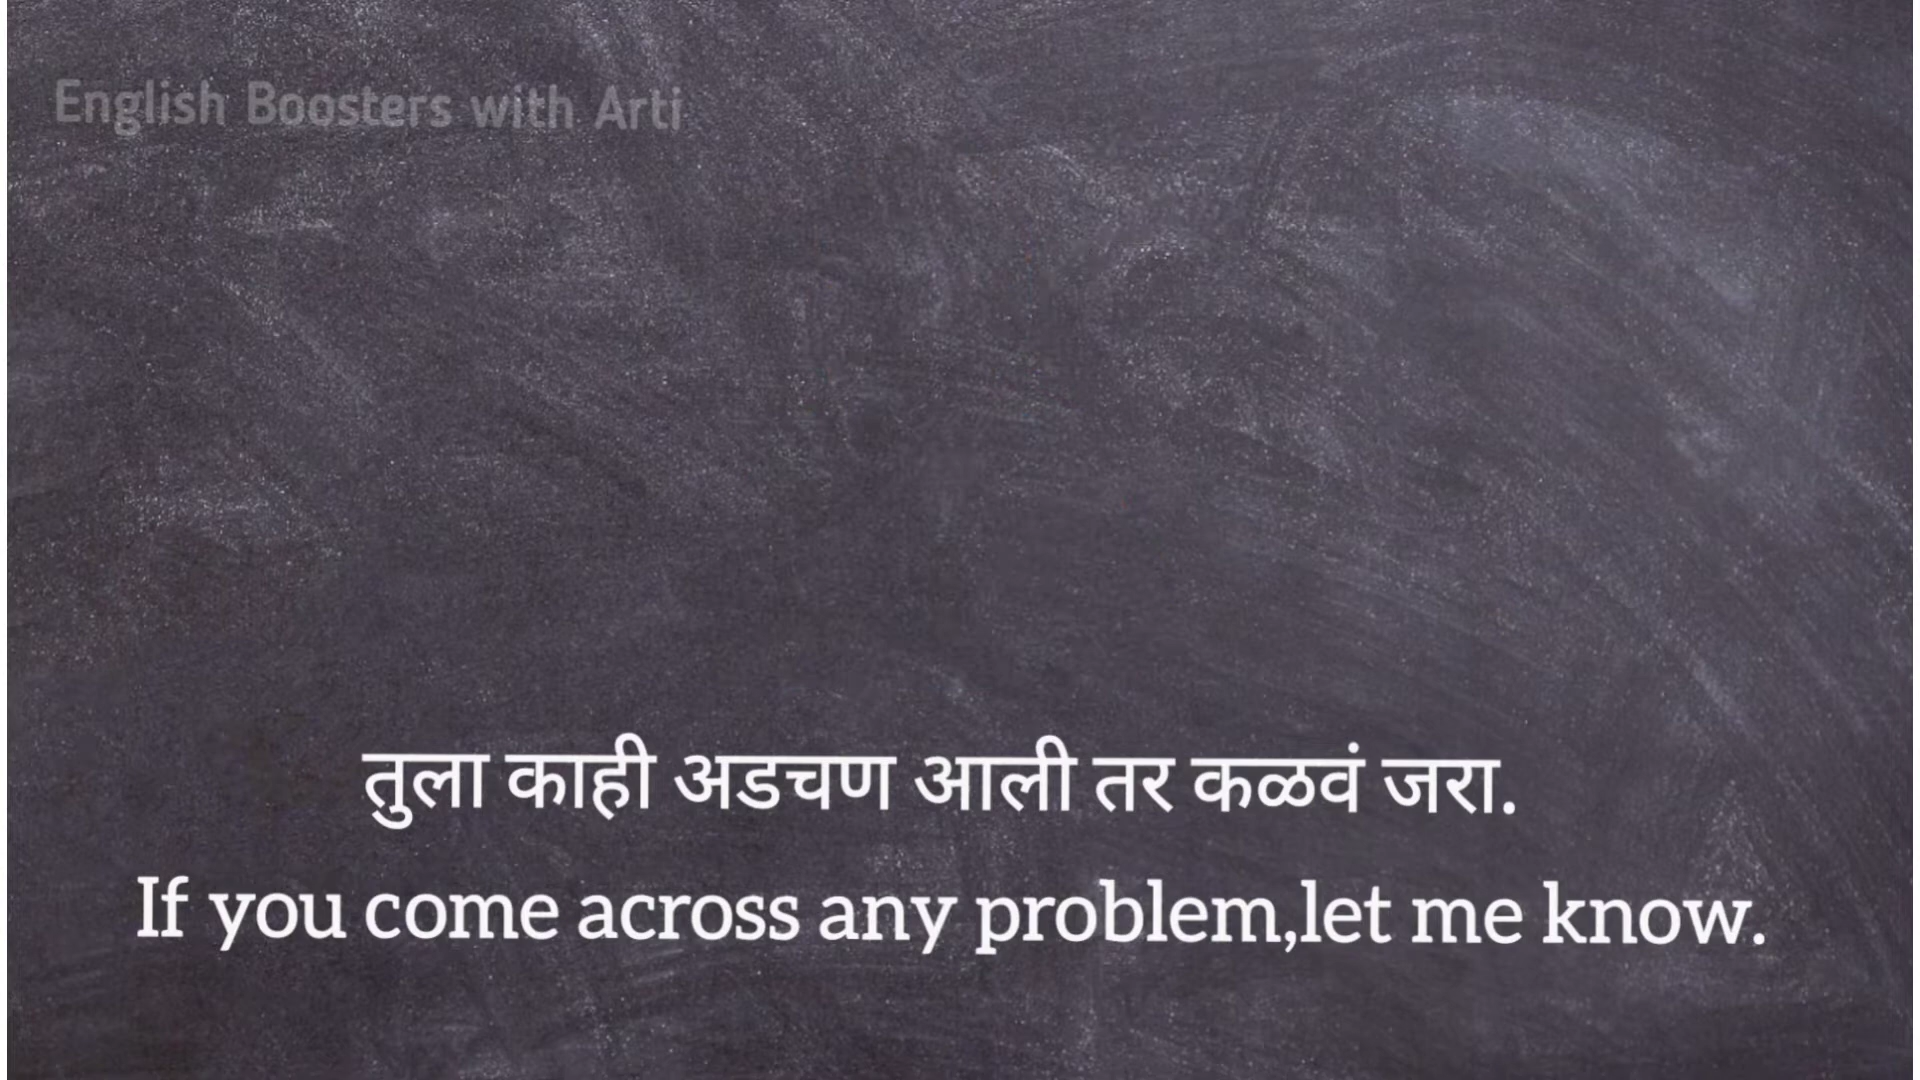 English Boosters with Arti
तुला काही अडचण आली तर कळवं जरा.
If you come across any problem,let me know.